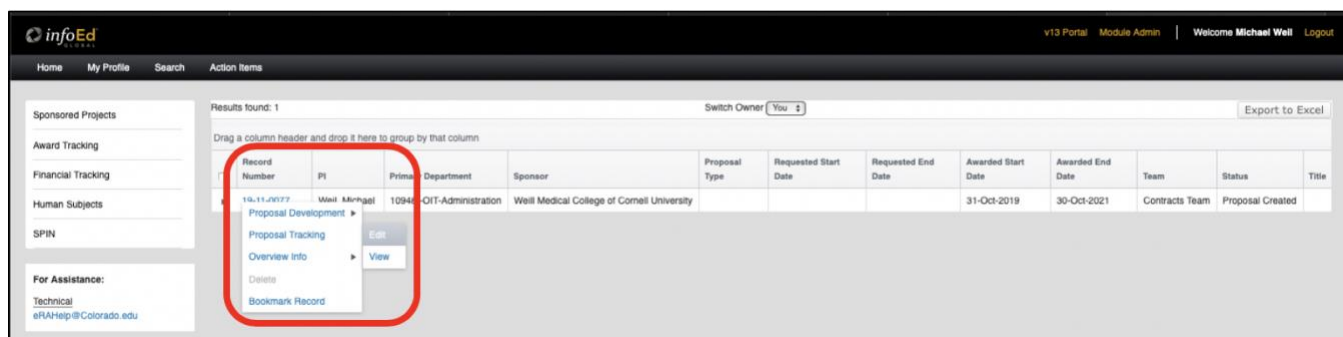 infoEd
GLOBAL
v13 Portal Module Admin | Welcome Michael Weil Logout
Home My Profile Search Action Items
Sponsored Projects
Award Tracking
Financial Tracking
Human Subjects
SPIN
For Assistance:
Technical
eRAHelp@Colorado.edu
Results found: 1 Switch Owner You Export to Excel
Drag a column header and drop it here to group by that column
Record Number PI Primary Department Sponsor Proposal Type Requested Start Date Requested End Date Awarded Start Date Awarded End Date Team Status Title
19-11-0077 Weil, Michael OIT-Administration Weill Medical College of Cornell University 31-Oct-2019 30-Oct-2021 Contracts Team Proposal Created
Proposal Development
Proposal Tracking Edit
Overview Info View
Delete
Bookmark Record